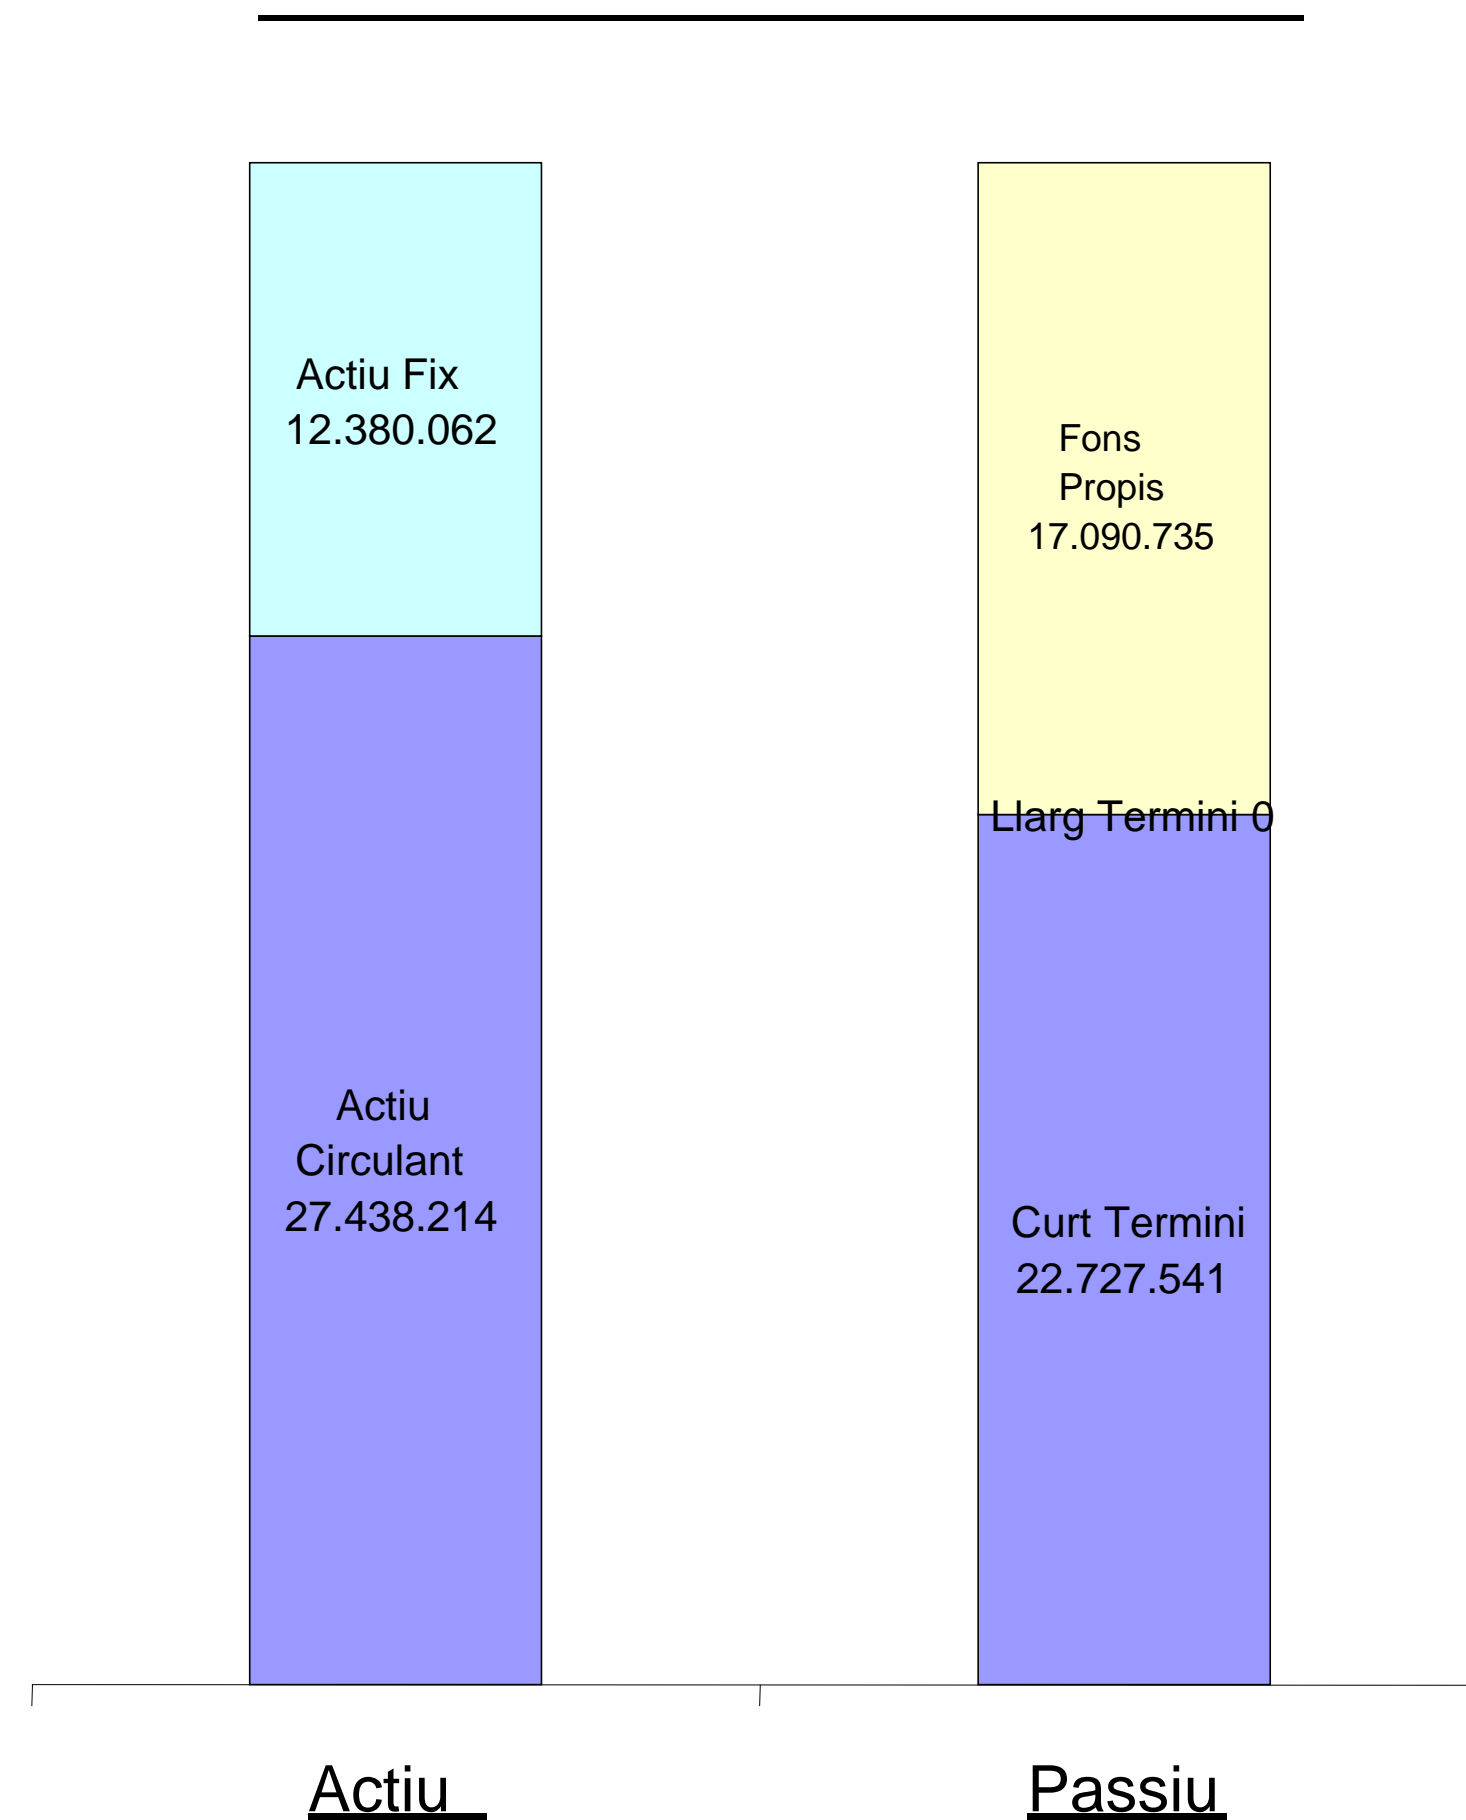 Actiu Fix
12.380.062
Fons
Propis
17.090.735
Llarg Termini 0
Actiu
Circulant
27.438.214
Curt Termini
22.727.541
Actiu
Passiu